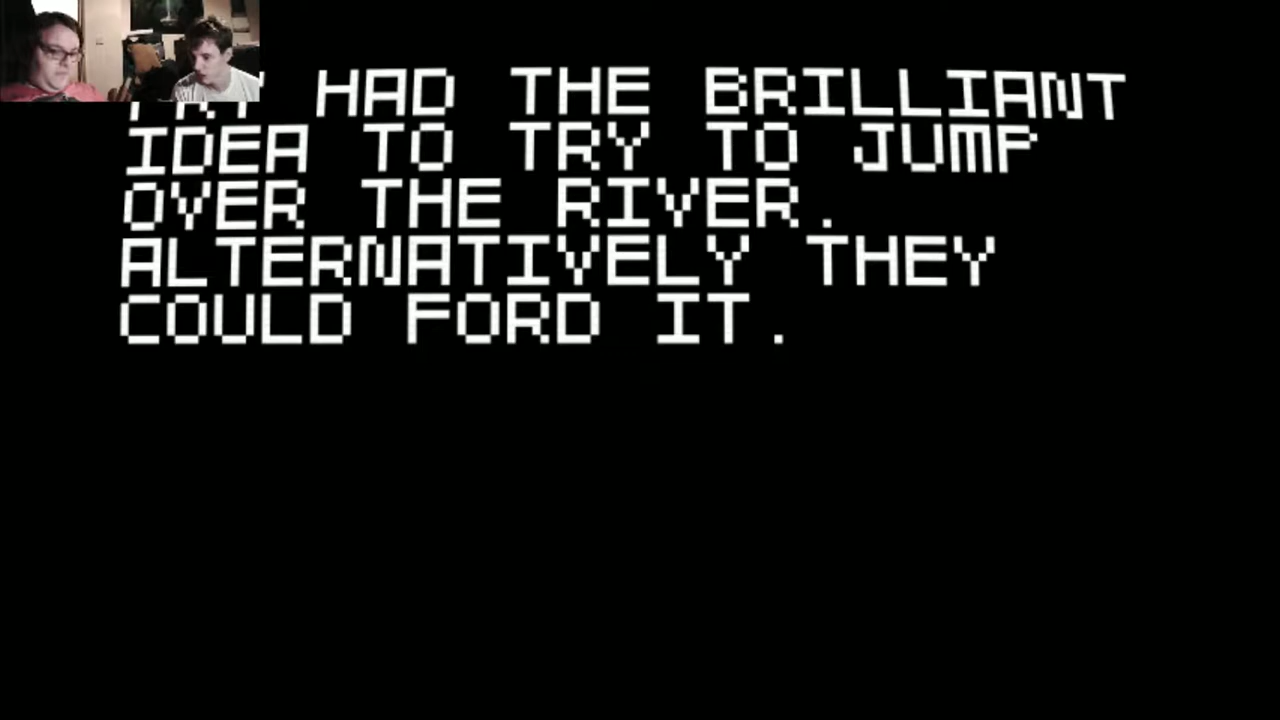 HAD THE BRILLIANT
IDEA TO TRY TO JUMP
OVER THE RIVER.
ALTERNATIVELY THEY
COULD FORD IT.